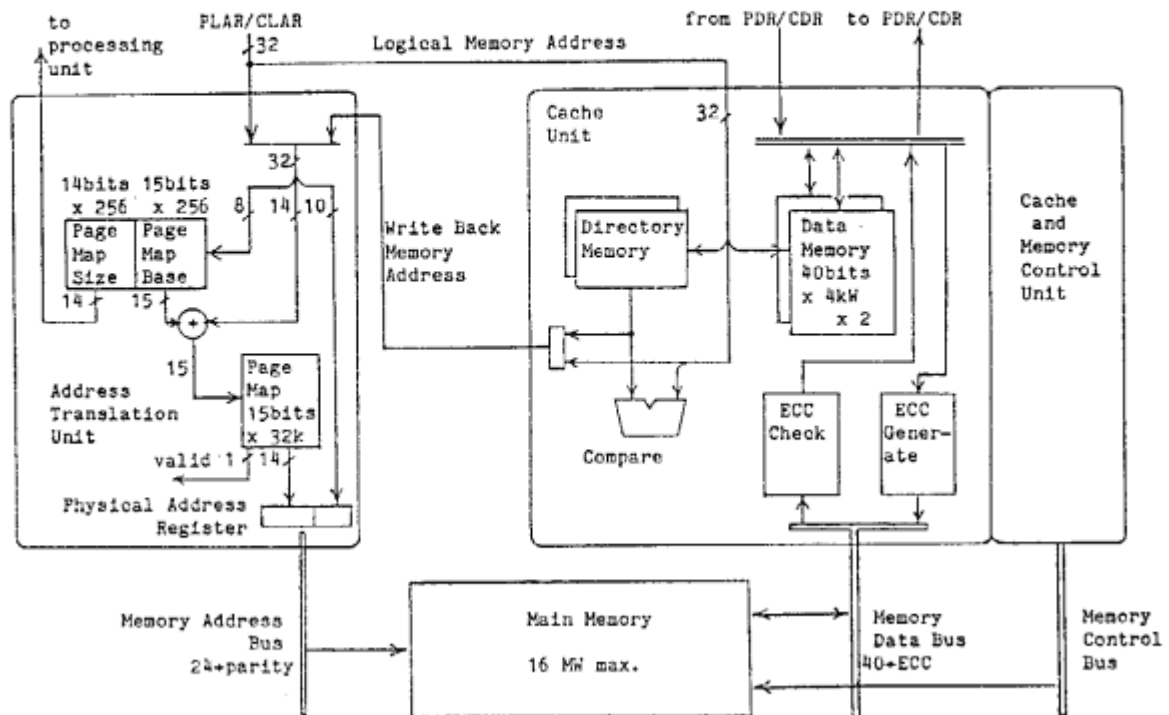 to
processing
unit
PLAR/CLAR
32
Logical Memory Address
from PDR/CDR
to PDR/CDR
32
14bits
x 256
15bits
x 256
8
14
10
32
Page
Map
Size
Page
Map
Base
14
15
+
15
Address
Translation
Unit
Page
Map
15bits
x 32k
valid 1
14
Physical Address
Register
Write Back
Memory
Address
Cache
Unit
Directory
Memory
Data
Memory
40bits
x 4kW
x 2
Compare
ECC
Check
ECC
Gener-
ate
Cache
and
Memory
Control
Unit
Memory Address
Bus
24+parity
Main Memory
16 MW max.
Memory
Data Bus
40+ECC
Memory
Control
Bus